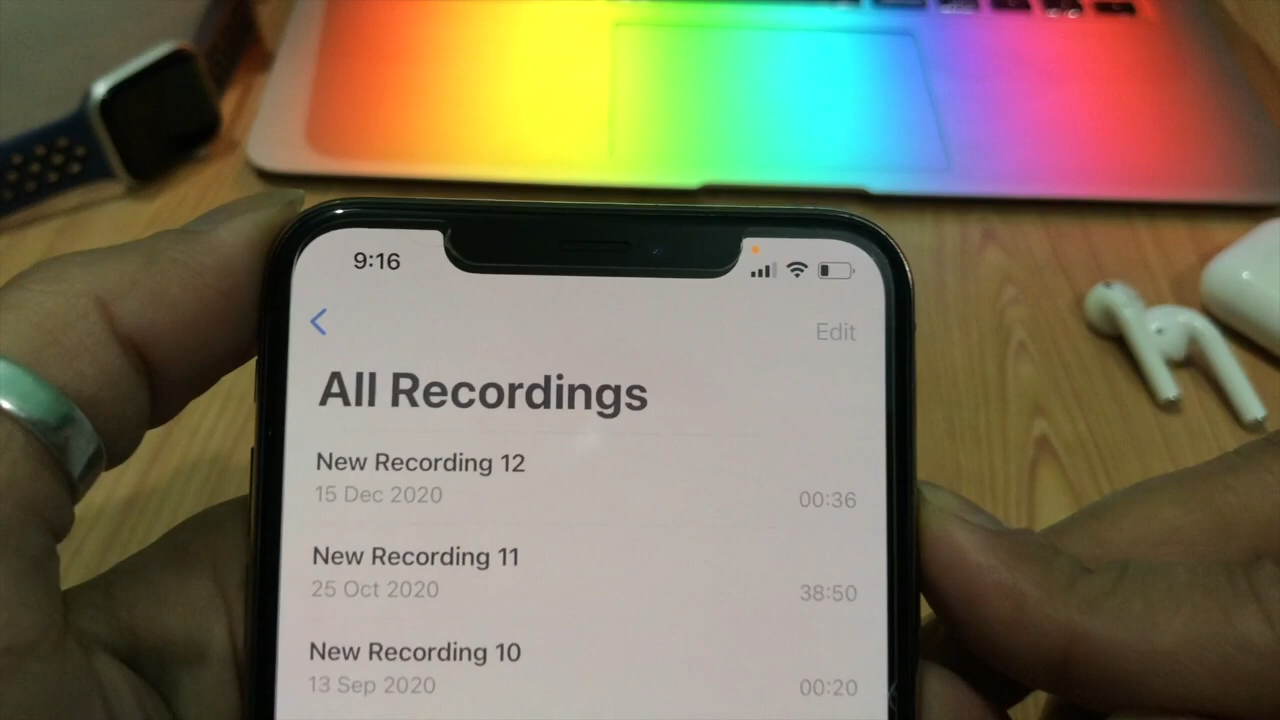 9:16
Edit
All Recordings
New Recording 12
15 Dec 2020
00:36
New Recording 11
25 Oct 2020
38:50
New Recording 10
13 Sep 2020
00:20